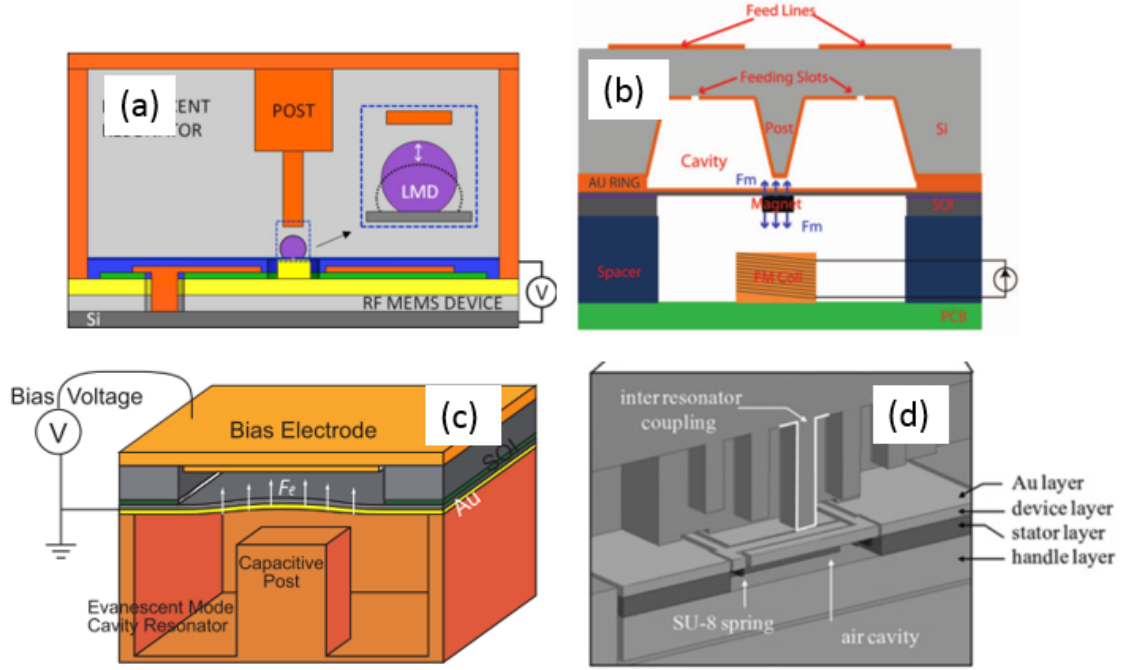 (a)
CENT
POST
LMD
RF MEMS DEVICE
Si
V
Feed Lines
(b)
Feeding Slots
Post
Si
Cavity
AU RING
Fm
Magnet
SOI
Fm
Spacer
FM Coil
PCB
Bias Voltage
V
(c)
Bias Electrode
SOI
Fe
Au
Capacitive
Post
Evanescent Mode
Cavity Resonator
inter resonator
coupling
(d)
Au layer
device layer
stator layer
handle layer
SU-8 spring
air cavity